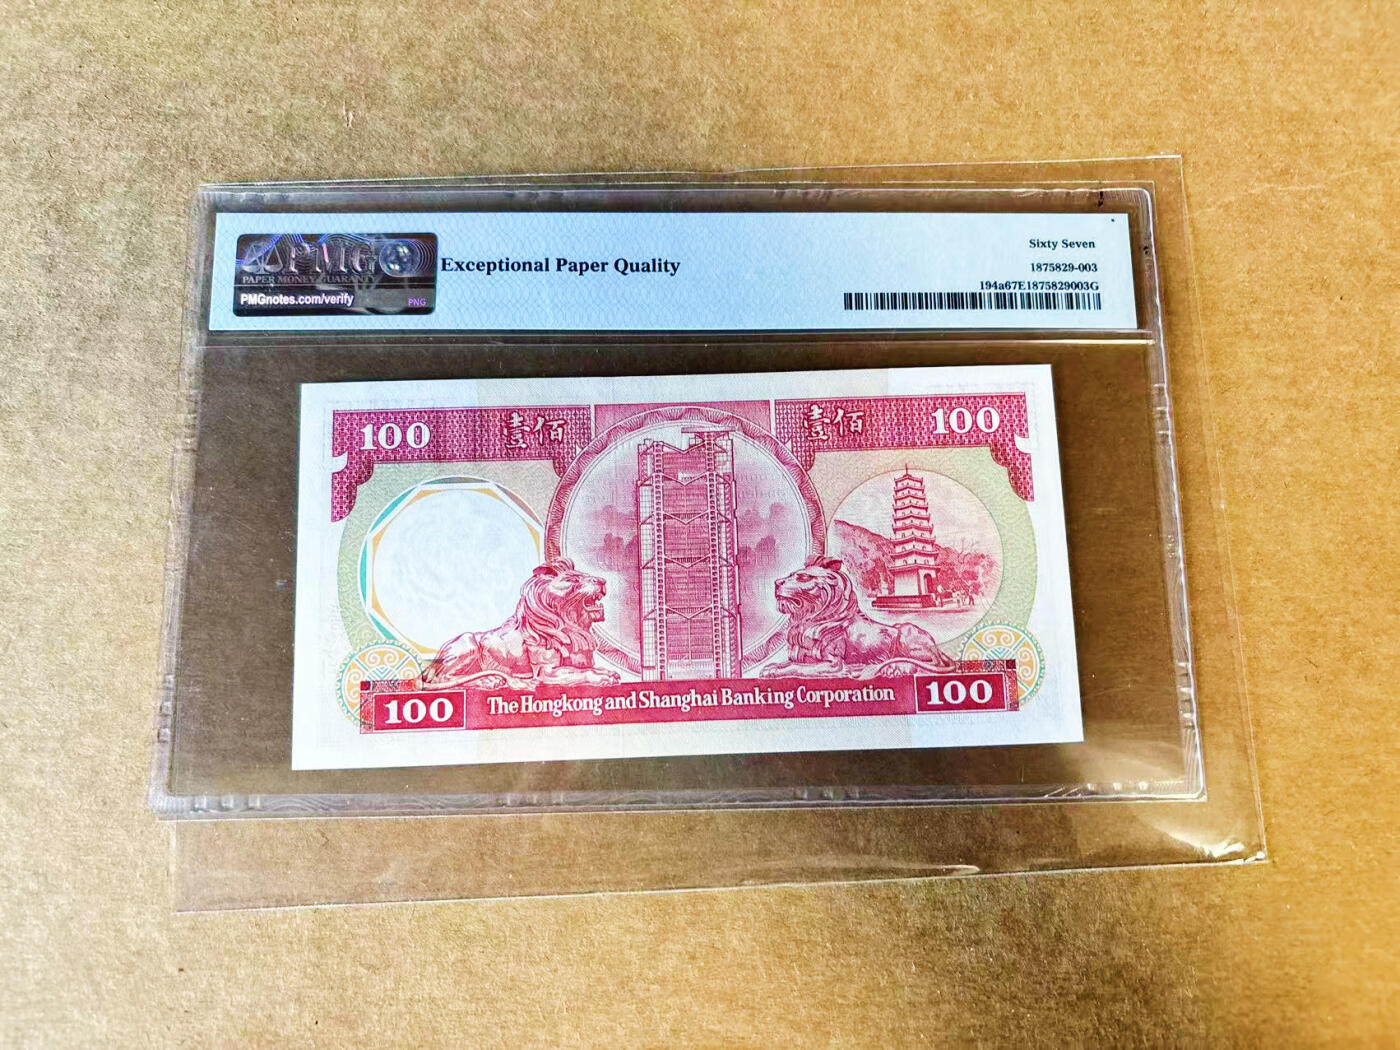 PMG
PAPER MONEY GUARANTY
PMGnotes.com/verify
PNG
Exceptional Paper Quality
Sixty Seven
1875829-003
194a67E1875829003G
100 壹佰 壹佰 100
100 The Hongkong and Shanghai Banking Corporation 100